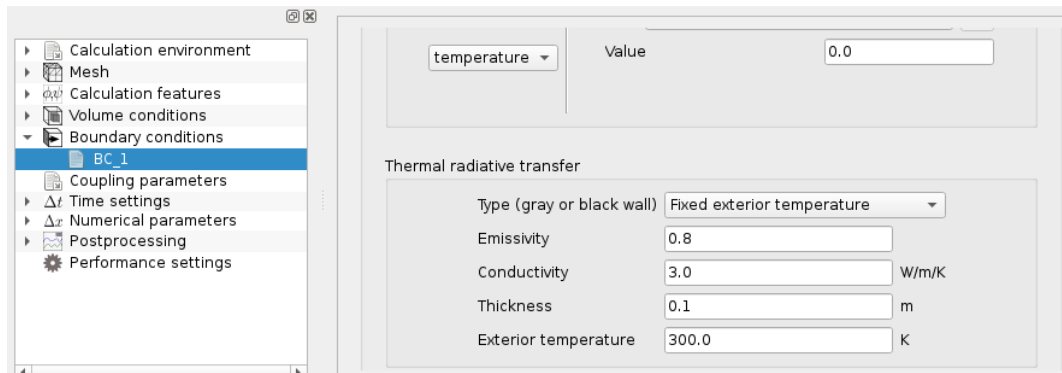 Calculation environment
Mesh
Calculation features
Volume conditions
Boundary conditions
BC_1
Coupling parameters
Δt Time settings
Δx Numerical parameters
Postprocessing
Performance settings
temperature
Value
0.0
Thermal radiative transfer
Type (gray or black wall) Fixed exterior temperature
Emissivity 0.8
Conductivity 3.0 W/m/K
Thickness 0.1 m
Exterior temperature 300.0 K